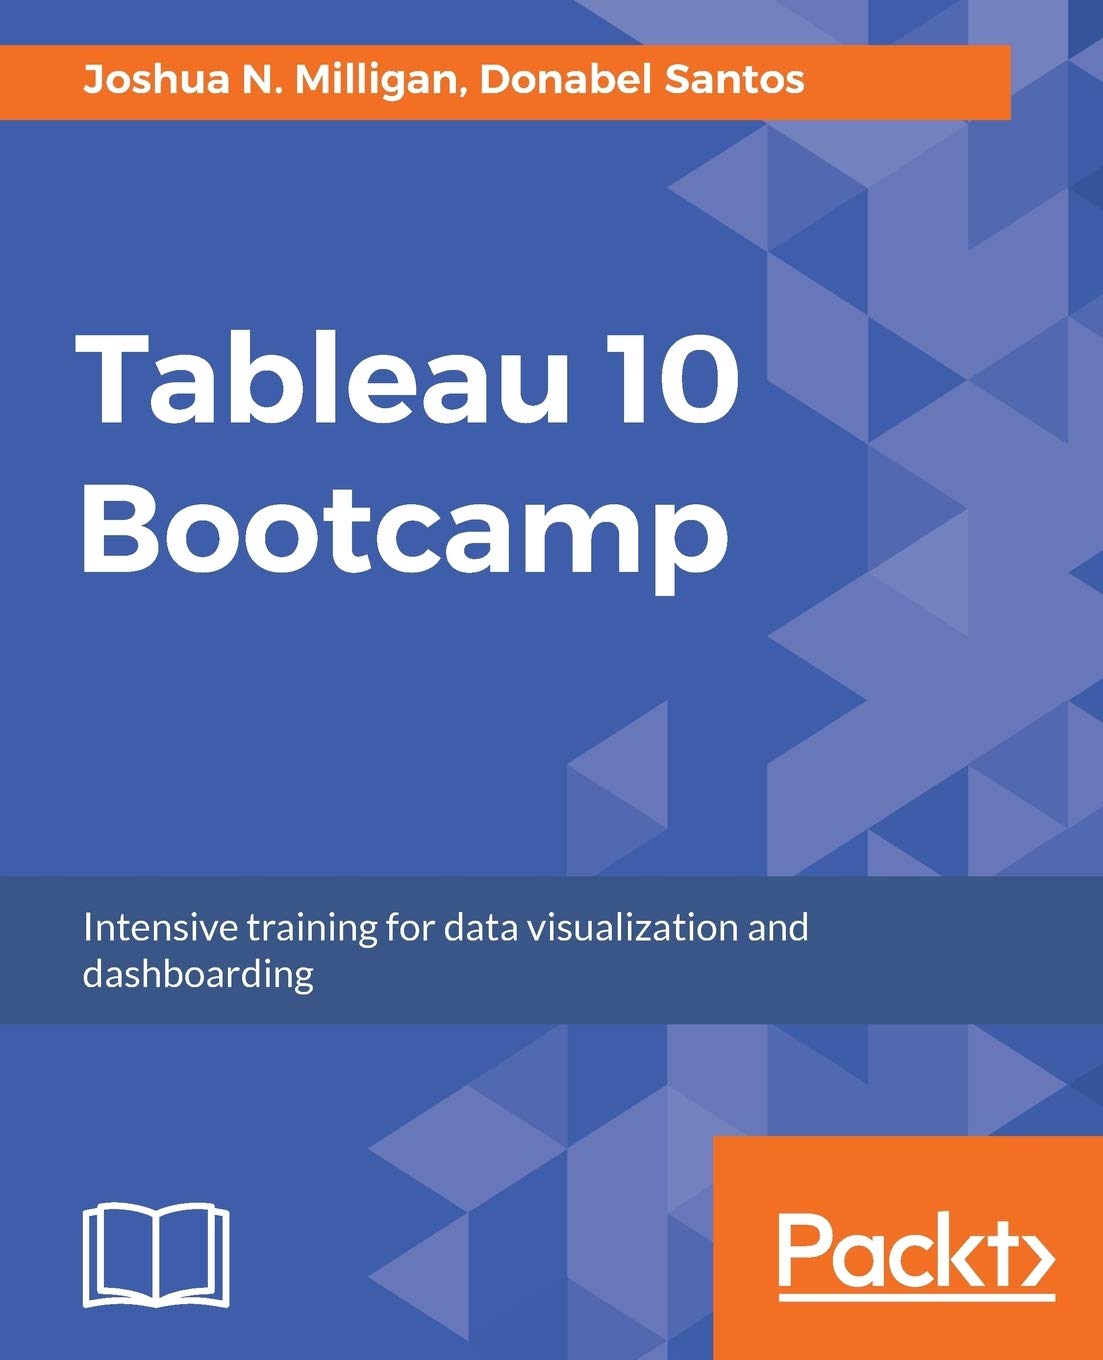 Joshua N. Milligan, Donabel Santos
Tableau 10
Bootcamp
Intensive training for data visualization and
dashboarding
Packt